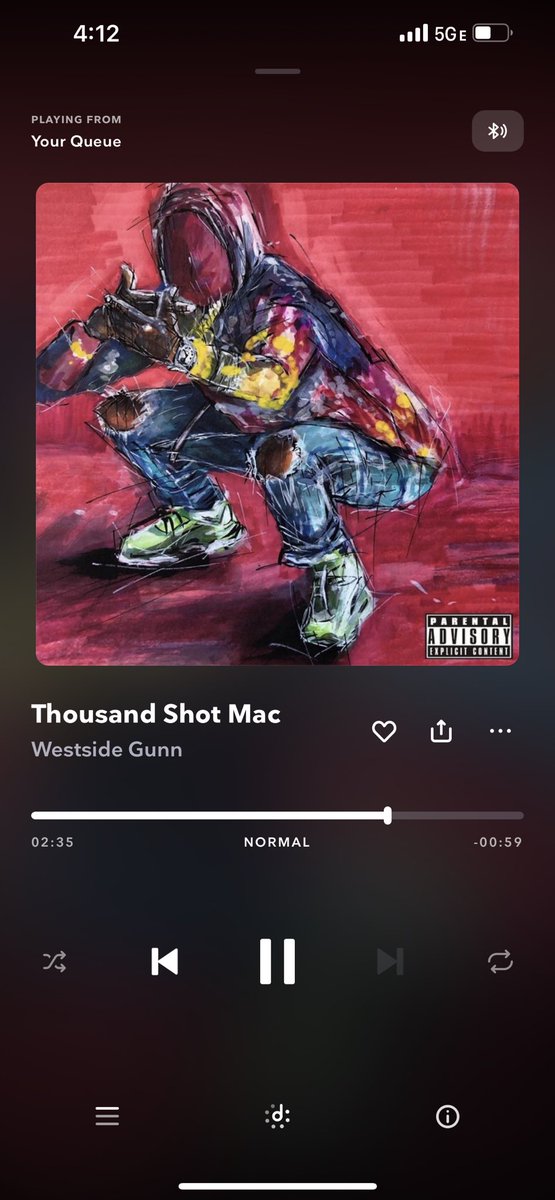 4:12
5GE
PLAYING FROM
Your Queue
PARENTAL
ADVISORY
EXPLICIT CONTENT
Thousand Shot Mac
Westside Gunn
02:35 NORMAL -00:59